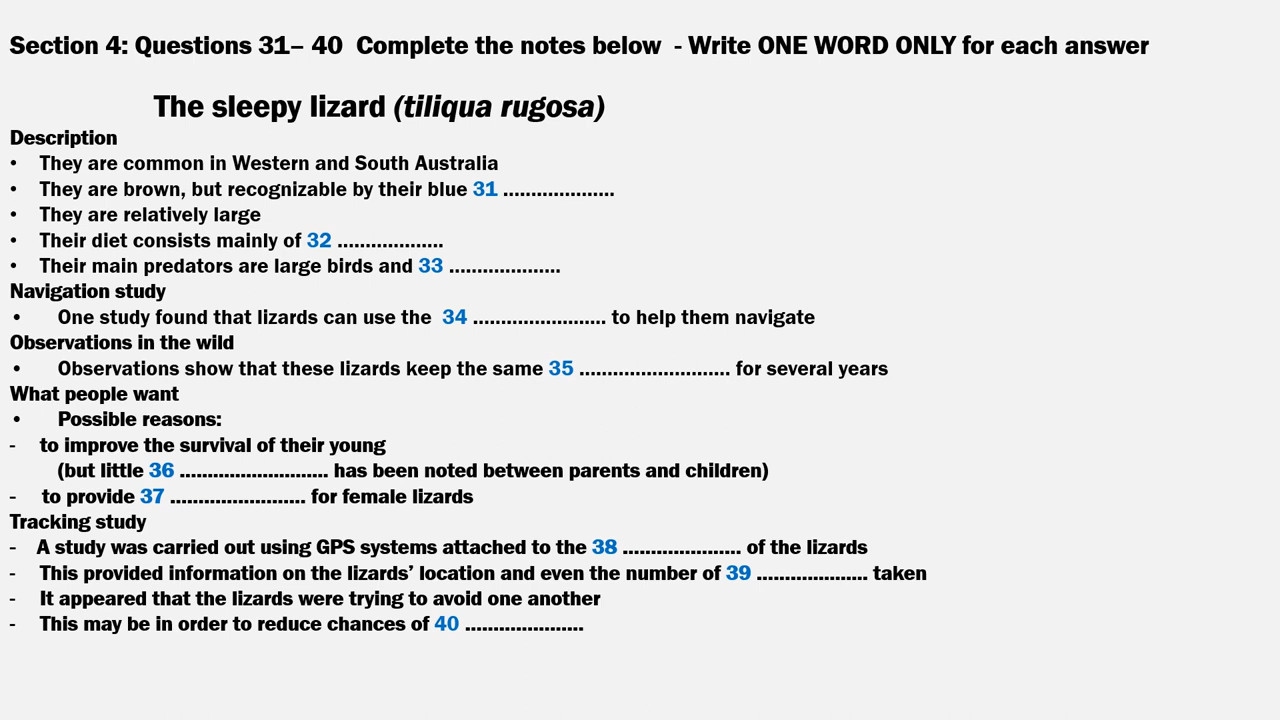 Section 4: Questions 31– 40  Complete the notes below  - Write ONE WORD ONLY for each answer
The sleepy lizard (tiliqua rugosa)
Description
• They are common in Western and South Australia
• They are brown, but recognizable by their blue 31 ....................
• They are relatively large
• Their diet consists mainly of 32 ...................
• Their main predators are large birds and 33 ....................
Navigation study
• One study found that lizards can use the  34 ........................ to help them navigate
Observations in the wild
• Observations show that these lizards keep the same 35 ........................... for several years
What people want
• Possible reasons:
- to improve the survival of their young
(but little 36 ........................... has been noted between parents and children)
- to provide 37 ........................ for female lizards
Tracking study
- A study was carried out using GPS systems attached to the 38 ..................... of the lizards
- This provided information on the lizards’ location and even the number of 39 .................... taken
- It appeared that the lizards were trying to avoid one another
- This may be in order to reduce chances of 40 .....................